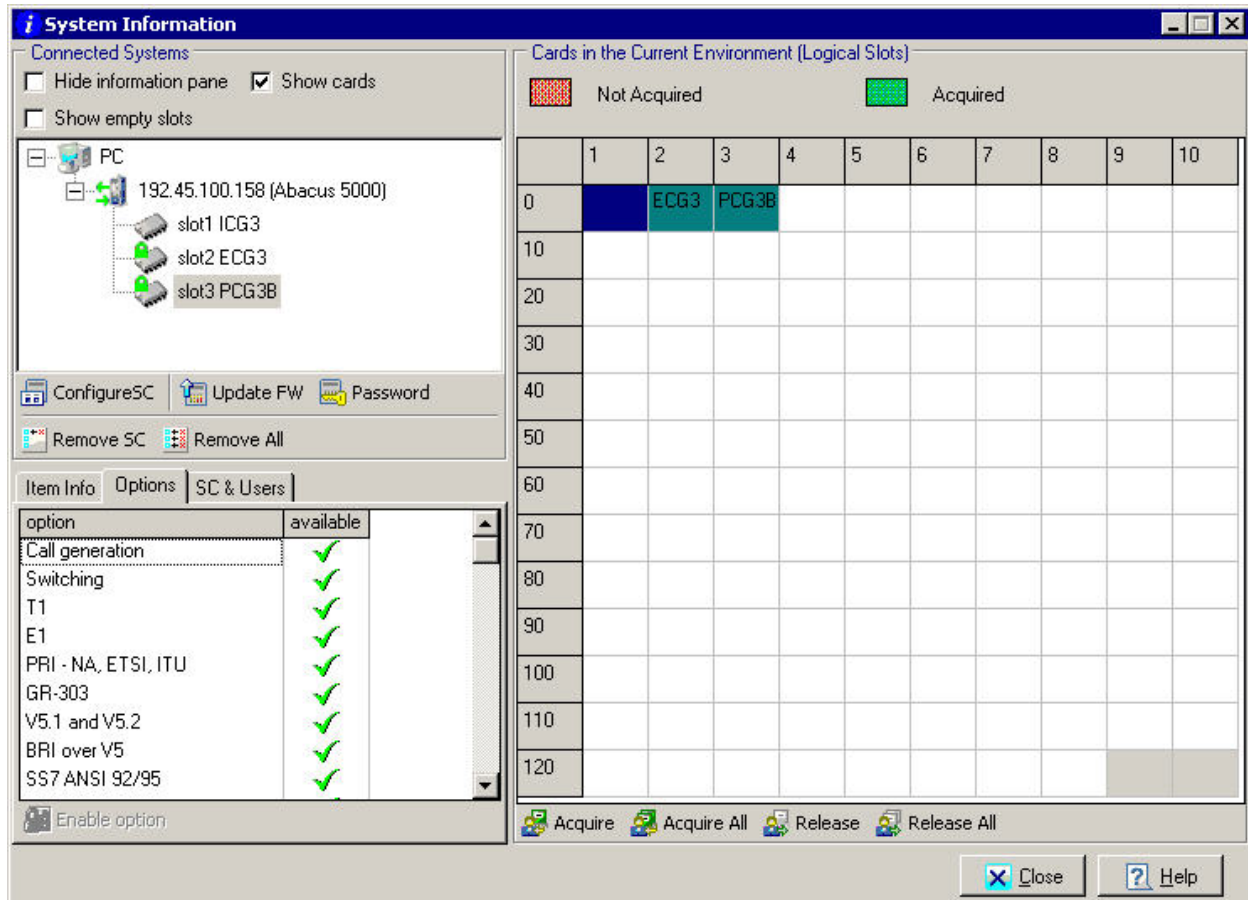 System Information
Connected Systems
Hide information pane
Show cards
Show empty slots
PC
192.45.100.158 (Abacus 5000)
slot1 ICG3
slot2 ECG3
slot3 PCG3B
ConfigureSC
Update FW
Password
Remove SC
Remove All
Item Info
Options
SC & Users
option
available
Call generation
Switching
T1
E1
PRI - NA, ETSI, ITU
GR-303
V5.1 and V5.2
BRI over V5
SS7 ANSI 92/95
Enable option
Cards in the Current Environment (Logical Slots)
Not Acquired
Acquired
1 2 3 4 5 6 7 8 9 10
0 ECG3 PCG3B
10
20
30
40
50
60
70
80
90
100
110
120
Acquire
Acquire All
Release
Release All
Close
Help